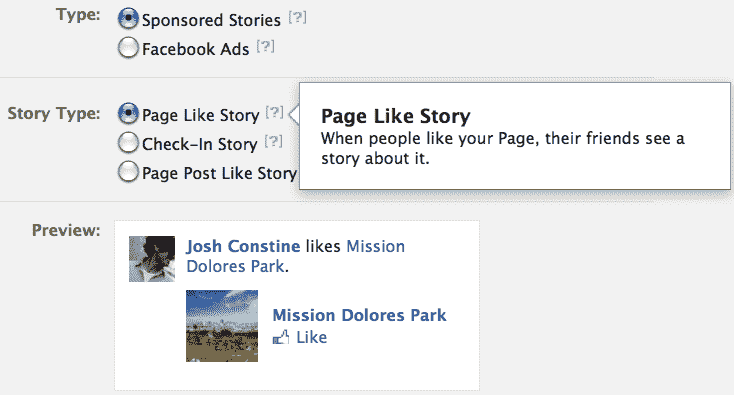 Type:
Sponsored Stories [?]
Facebook Ads [?]
Story Type:
Page Like Story [?]
Check-In Story [?]
Page Post Like Story
Page Like Story
When people like your Page, their friends see a
story about it.
Preview:
Josh Constine likes Mission
Dolores Park.
Mission Dolores Park
Like